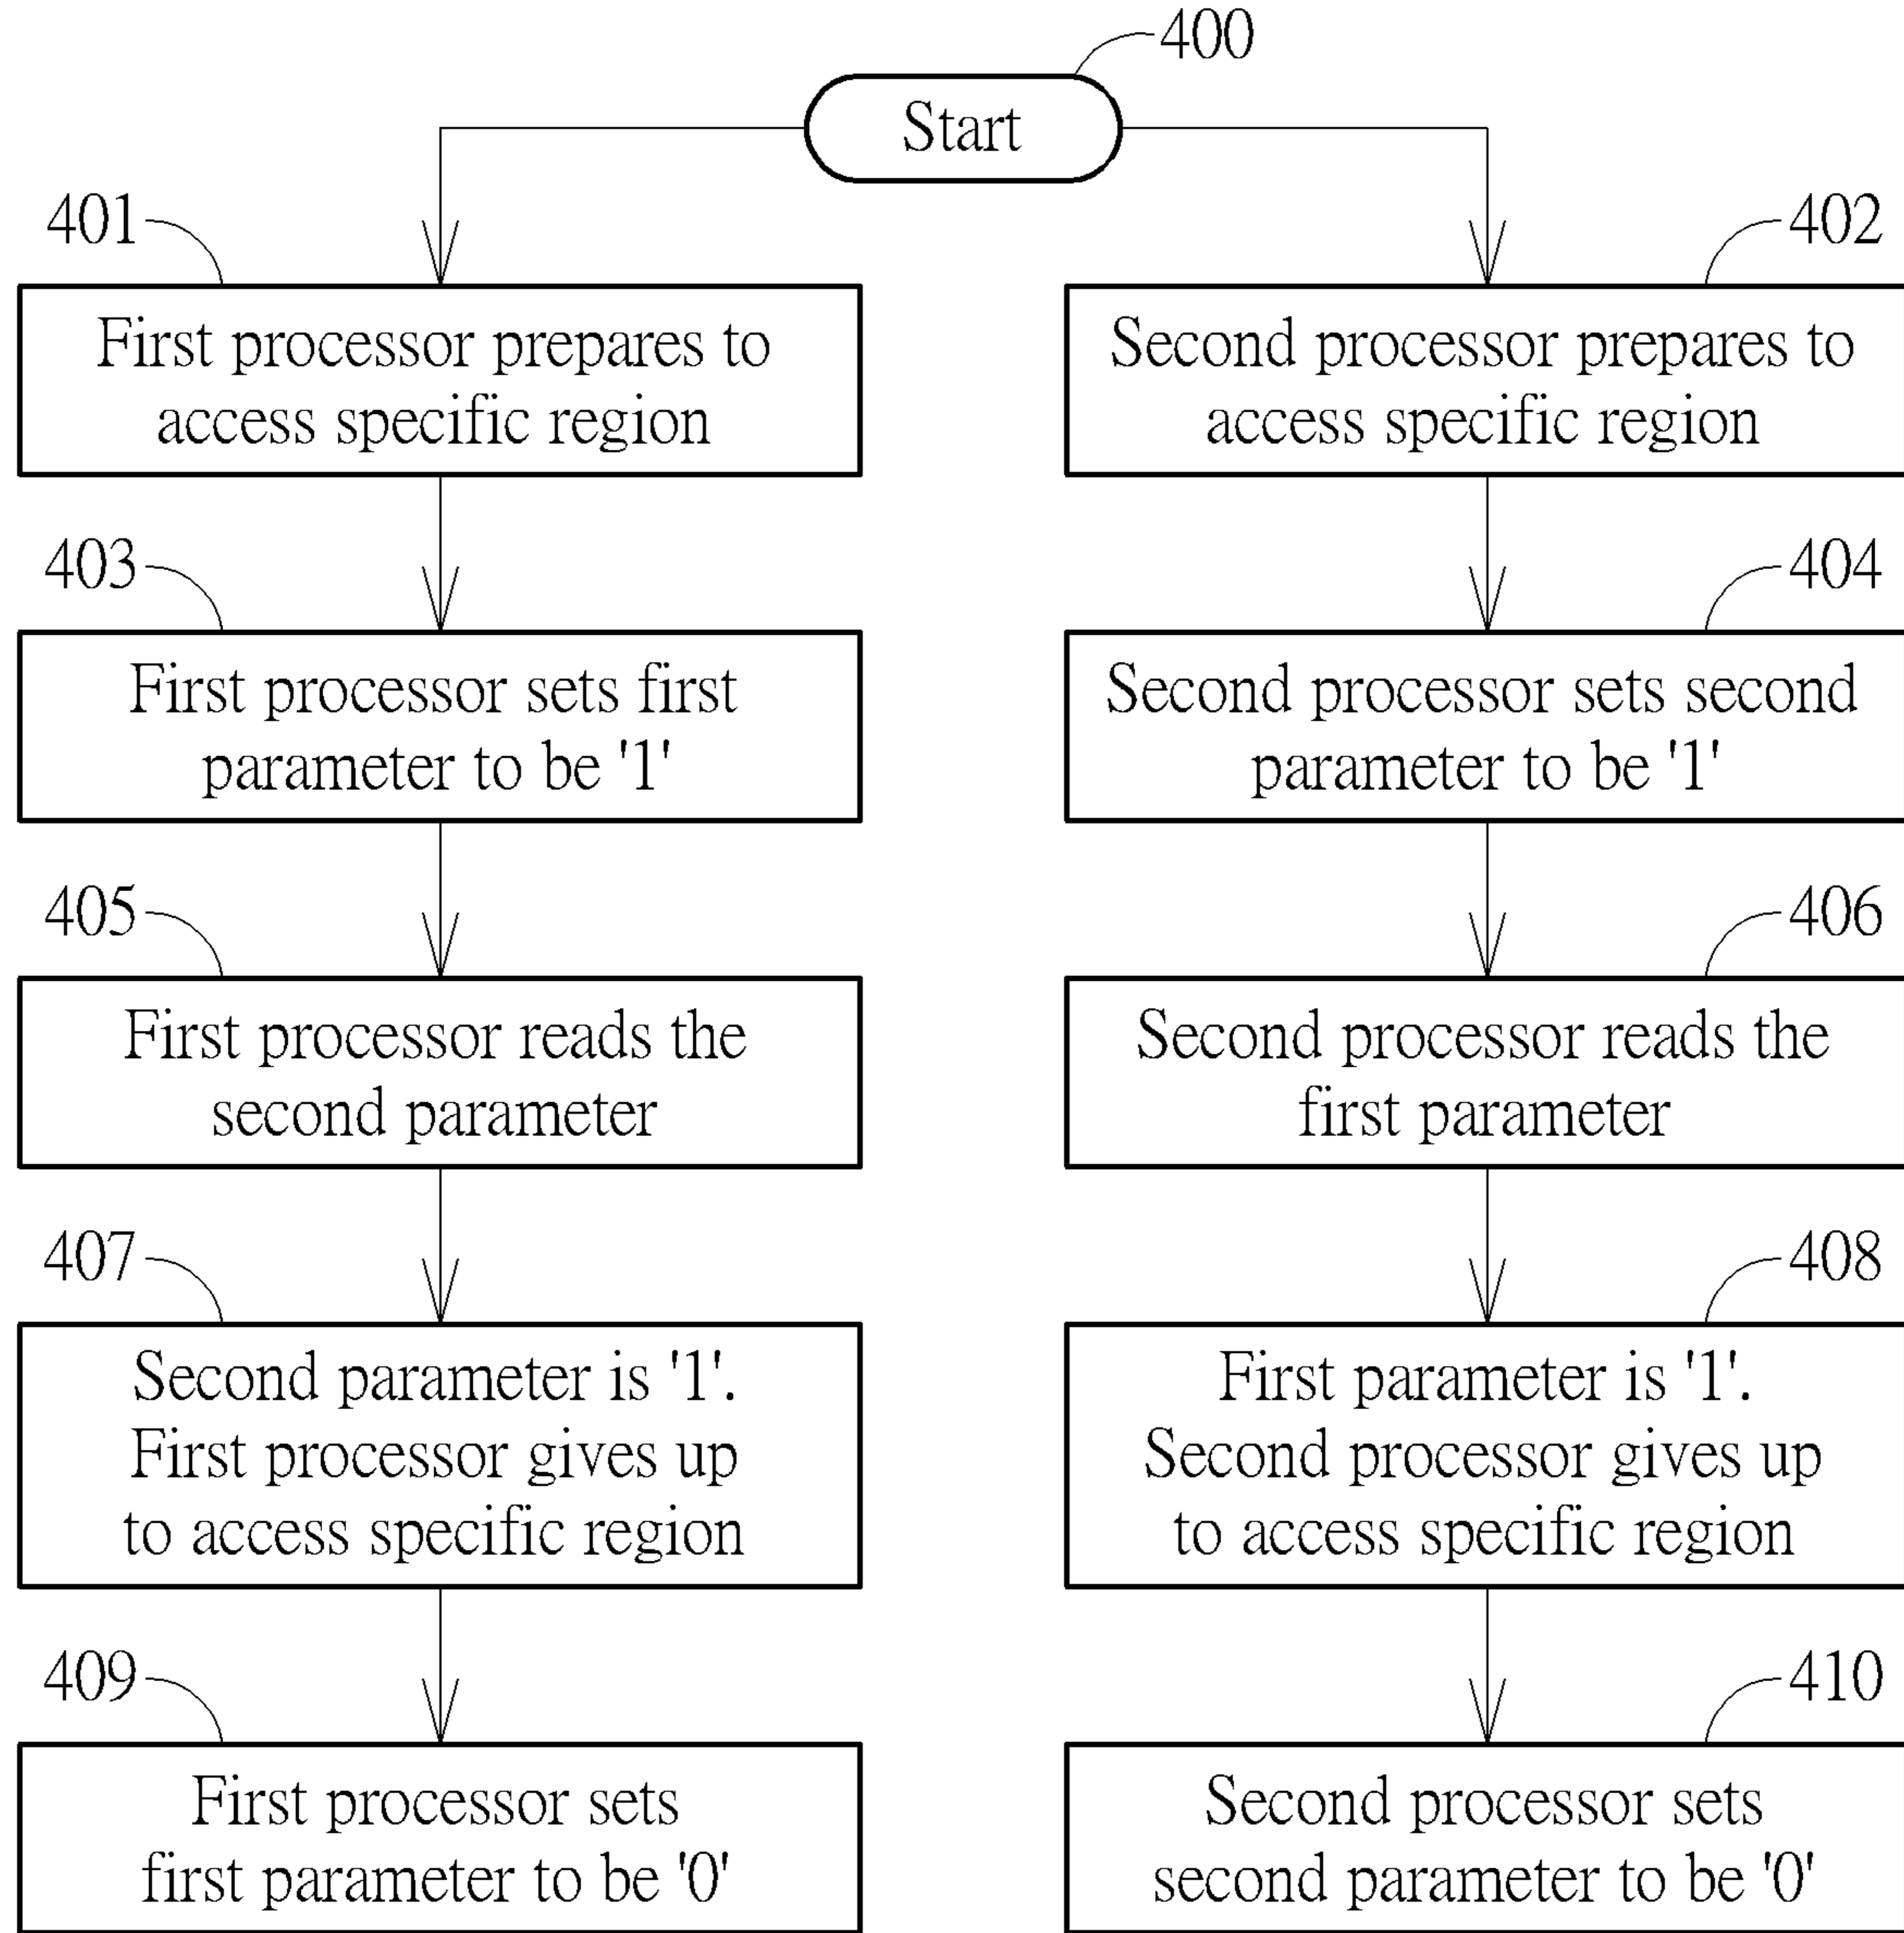 400
Start
401
First processor prepares to
access specific region
402
Second processor prepares to
access specific region
403
First processor sets first
parameter to be '1'
404
Second processor sets second
parameter to be '1'
405
First processor reads the
second parameter
406
Second processor reads the
first parameter
407
Second parameter is '1'.
First processor gives up
to access specific region
408
First parameter is '1'.
Second processor gives up
to access specific region
409
First processor sets
first parameter to be '0'
410
Second processor sets
second parameter to be '0'